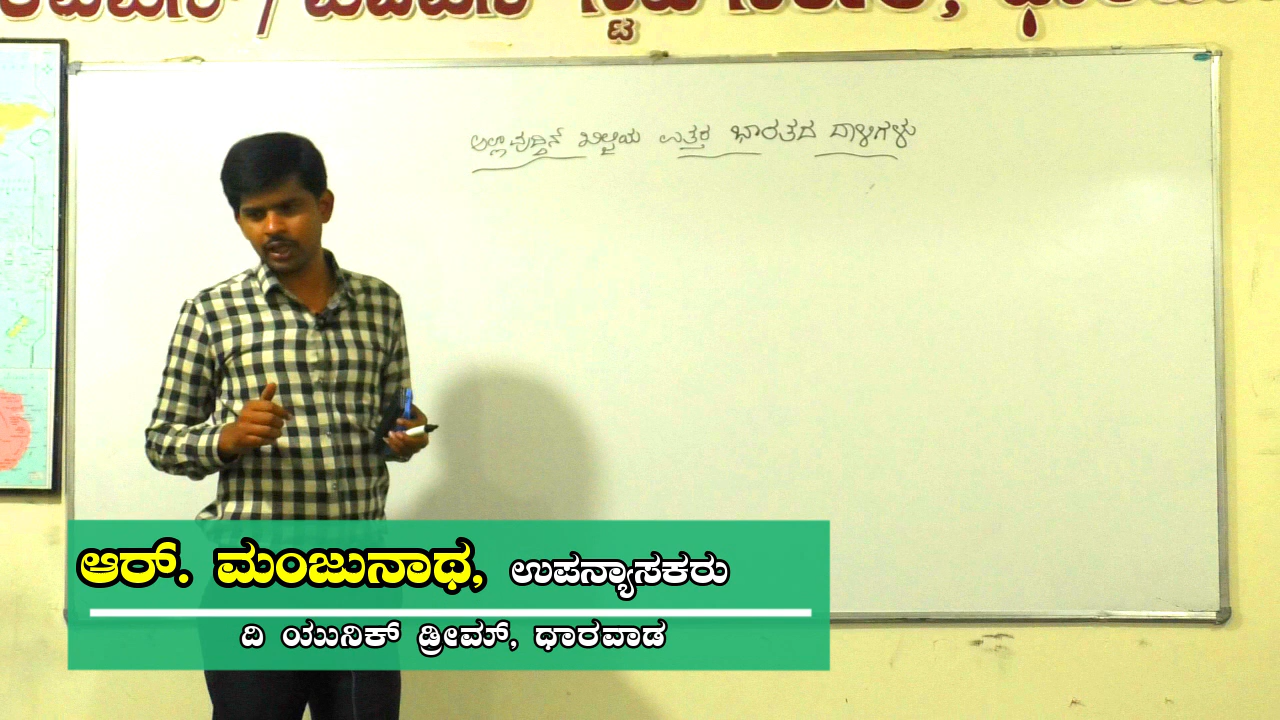 ಅಲ್ಲಾವುದ್ದಿನ್ ಖಿಲ್ಜಿಯ ಉತ್ತರ ಭಾರತದ ದಾಳಿಗಳು
ಆರ್. ಮಂಜುನಾಥ, ಉಪನ್ಯಾಸಕರು
ದಿ ಯುನಿಕ್ ಡ್ರೀಮ್, ಧಾರವಾಡ